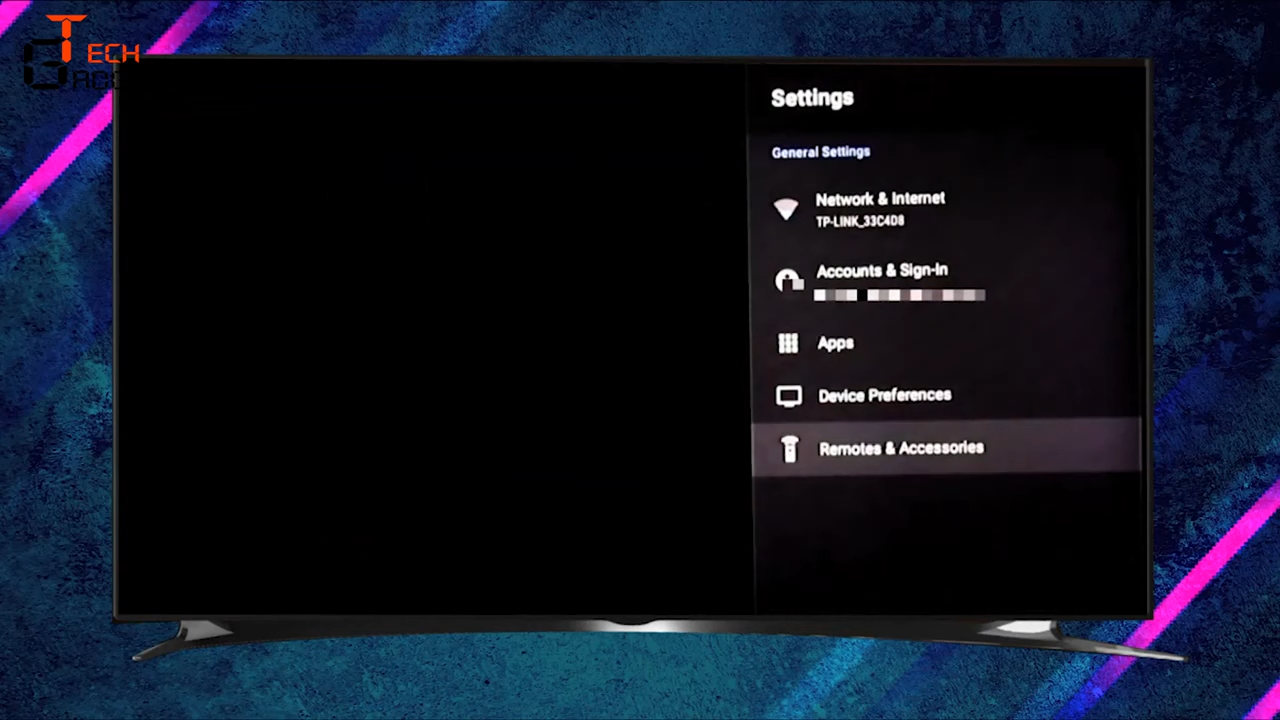 TECH
Settings
General Settings
Network & Internet
TP-LINK_33C4D8
Accounts & Sign-in
Apps
Device Preferences
Remotes & Accessories